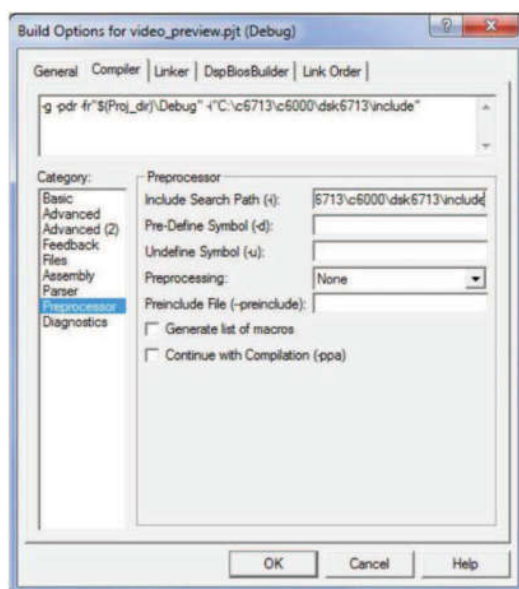 Build Options for video_preview.pjt (Debug)
General Compiler Linker DspBiosBuilder Link Order
-g -pdr -fr"$(Proj_dir)\Debug" -i"C:\c6713\c6000\dsk6713\include"
Category:
Basic
Advanced
Advanced (2)
Feedback
Files
Assembly
Parser
Preprocessor
Diagnostics
Preprocessor
Include Search Path (-i): 6713\c6000\dsk6713\include
Pre-Define Symbol (-d):
Undefine Symbol (-u):
Preprocessing: None
Preinclude File (--preinclude):
Generate list of macros
Continue with Compilation (-ppa)
OK Cancel Help